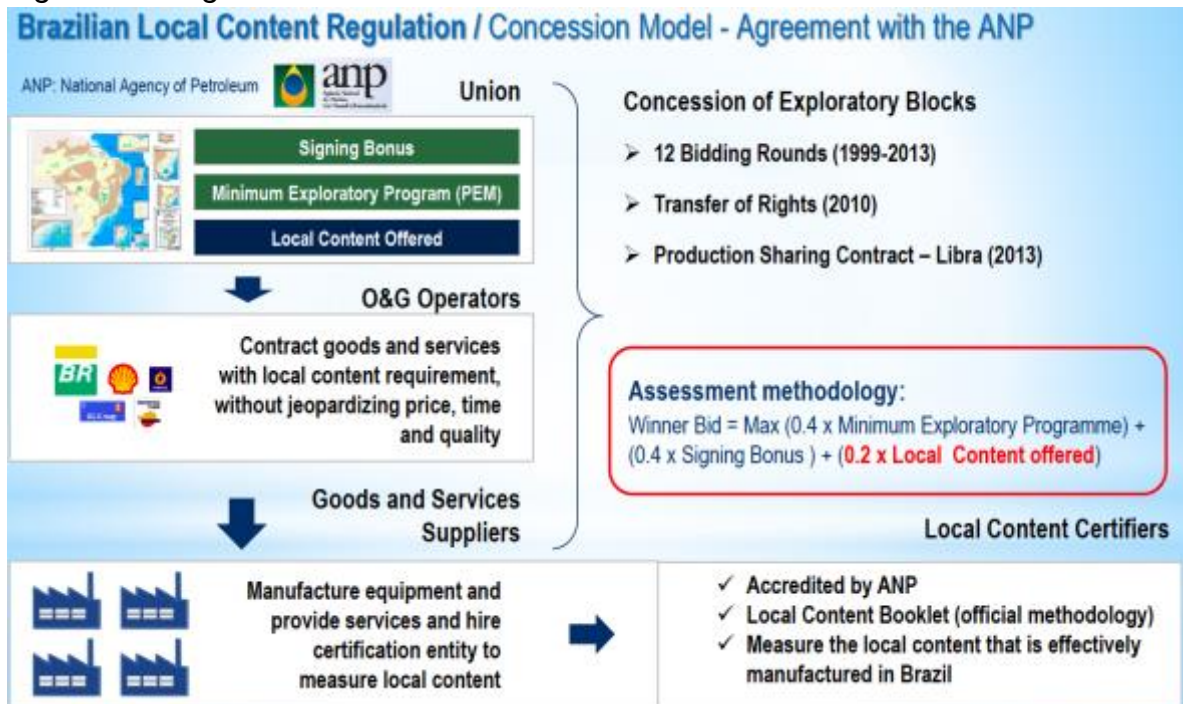 Brazilian Local Content Regulation / Concession Model - Agreement with the ANP
ANP: National Agency of Petroleum
anp
Union
Signing Bonus
Minimum Exploratory Program (PEM)
Local Content Offered
O&G Operators
BR
Contract goods and services
with local content requirement,
without jeopardizing price, time
and quality
Goods and Services
Suppliers
Manufacture equipment and
provide services and hire
certification entity to
measure local content
Concession of Exploratory Blocks
➢ 12 Bidding Rounds (1999-2013)
➢ Transfer of Rights (2010)
➢ Production Sharing Contract – Libra (2013)
Assessment methodology:
Winner Bid = Max (0.4 x Minimum Exploratory Programme) +
(0.4 x Signing Bonus ) + (0.2 x Local Content offered)
Local Content Certifiers
✓ Accredited by ANP
✓ Local Content Booklet (official methodology)
✓ Measure the local content that is effectively
manufactured in Brazil